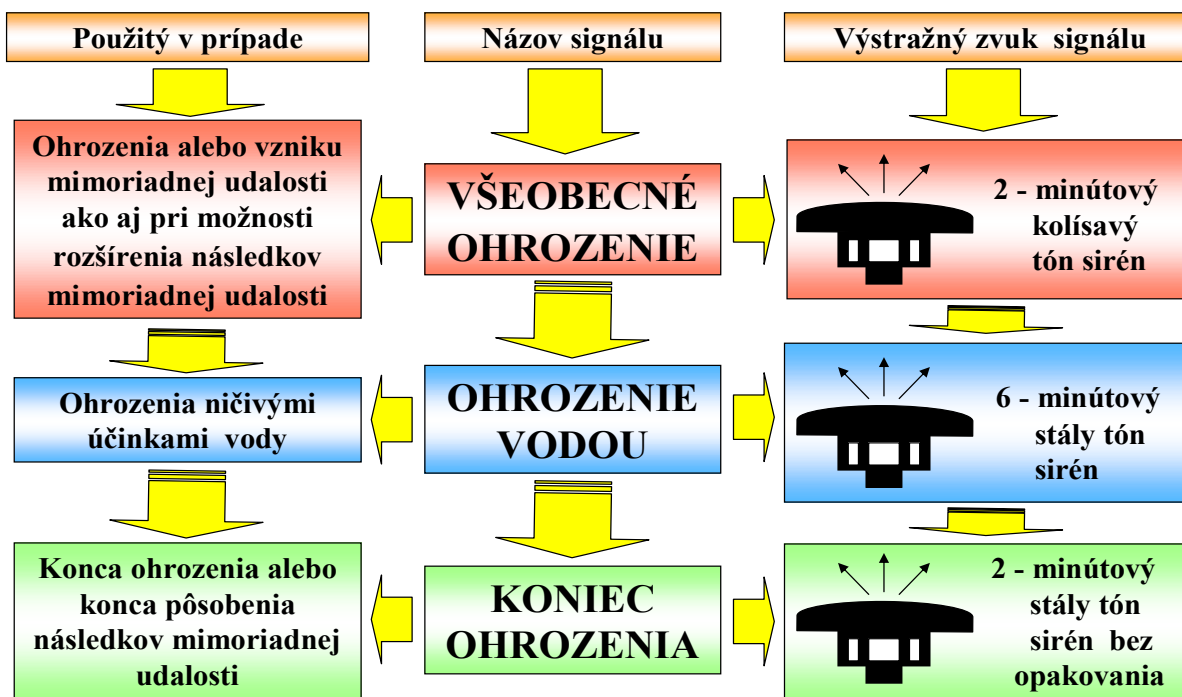 Použitý v prípade
Názov signálu
Výstražný zvuk signálu
Ohrozenia alebo vzniku
mimoriadnej udalosti
ako aj pri možnosti
rozšírenia následkov
mimoriadnej udalosti
VŠEOBECNÉ
OHROZENIE
2 - minútový
kolísavý
tón sirén
Ohrozenia ničivými
účinkami vody
OHROZENIE
VODOU
6 - minútový
stály tón
sirén
Konca ohrozenia alebo
konca pôsobenia
následkov mimoriadnej
udalosti
KONIEC
OHROZENIA
2 - minútový
stály tón
sirén bez
opakovania